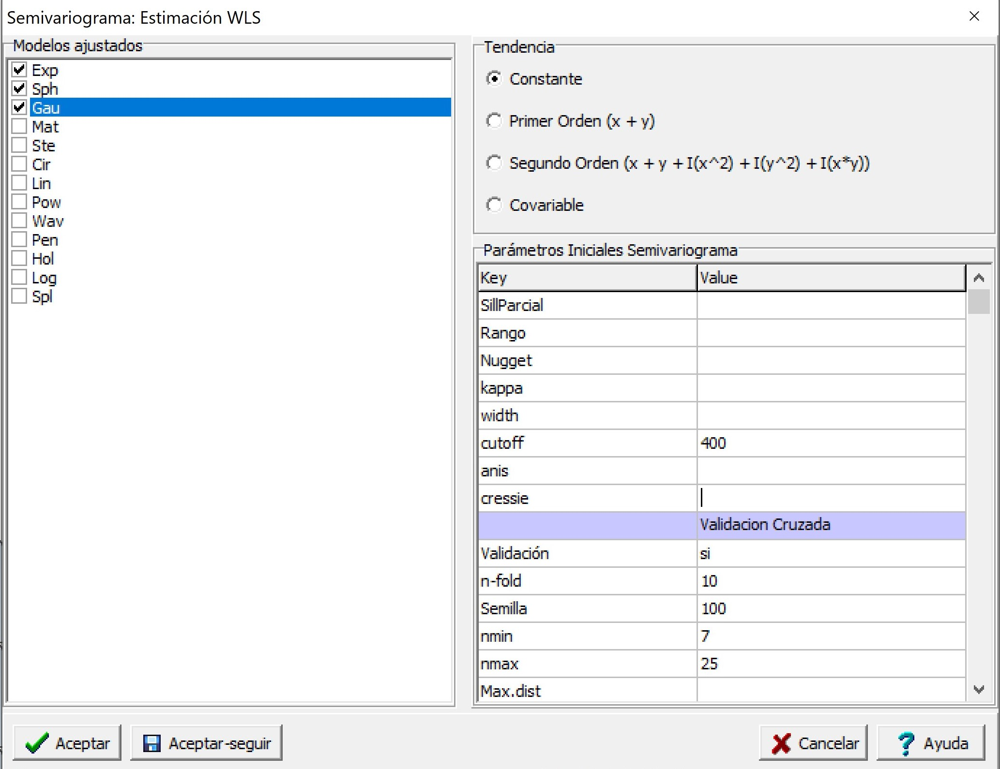 Semivariograma: Estimación WLS
Modelos ajustados
Exp
Sph
Gau
Mat
Ste
Cir
Lin
Pow
Wav
Pen
Hol
Log
Spl
Tendencia
Constante
Primer Orden (x + y)
Segundo Orden (x + y + I(x^2) + I(y^2) + I(x*y))
Covariable
Parámetros Iniciales Semivariograma
Key Value
SillParcial
Rango
Nugget
kappa
width
cutoff 400
anis
cressie
Validacion Cruzada
Validación si
n-fold 10
Semilla 100
nmin 7
nmax 25
Max.dist
Aceptar Aceptar-seguir Cancelar Ayuda